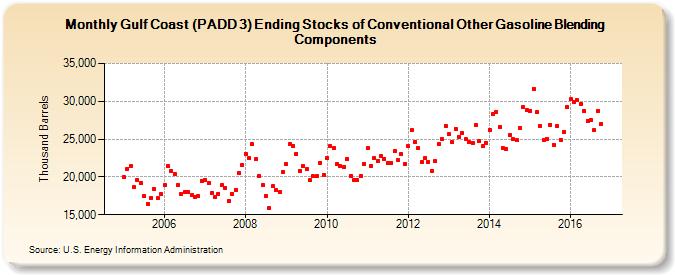 Monthly Gulf Coast (PADD 3) Ending Stocks of Conventional Other Gasoline Blending
Components
Thousand Barrels
35,000
30,000
25,000
20,000
15,000
2006
2008
2010
2012
2014
2016
Source: U.S. Energy Information Administration